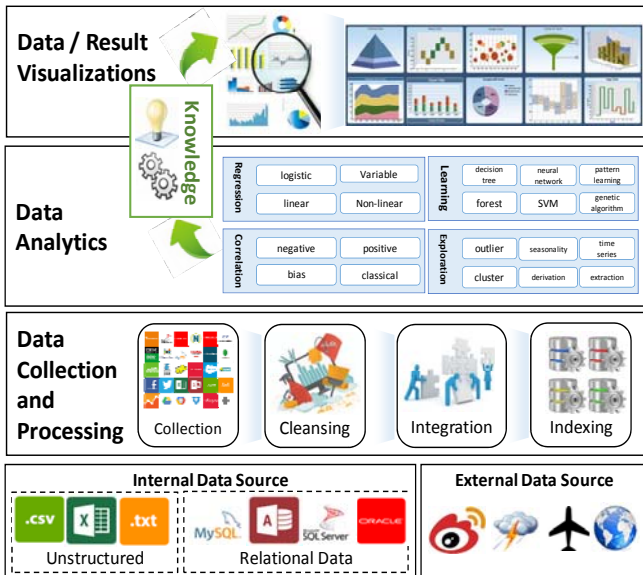 Data / Result
Visualizations
Knowledge
Data
Analytics
Regression
logistic
Variable
linear
Non-linear
Learning
decision
tree
neural
network
pattern
learning
forest
SVM
genetic
algorithm
Correlation
negative
positive
bias
classical
Exploration
outlier
seasonality
time
series
cluster
derivation
extraction
Data
Collection
and
Processing
Collection
Cleansing
Integration
Indexing
Internal Data Source
.csv
.txt
Unstructured
MySQL
SQL Server
ORACLE
Relational Data
External Data Source